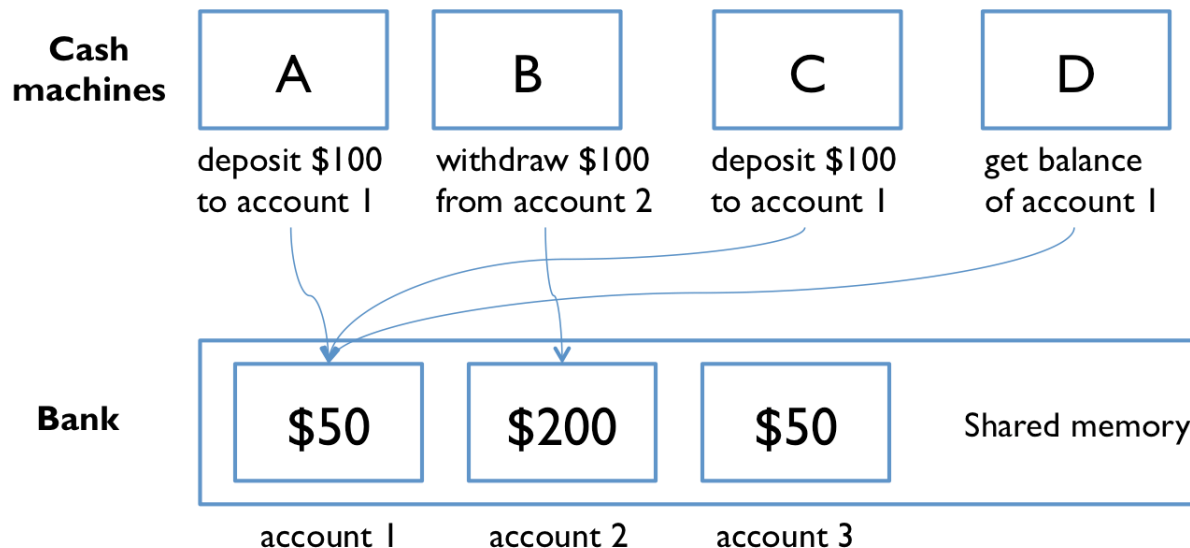 Cash
machines
A
B
C
D
deposit $100
to account 1
withdraw $100
from account 2
deposit $100
to account 1
get balance
of account 1
Bank
$50
$200
$50
Shared memory
account 1
account 2
account 3